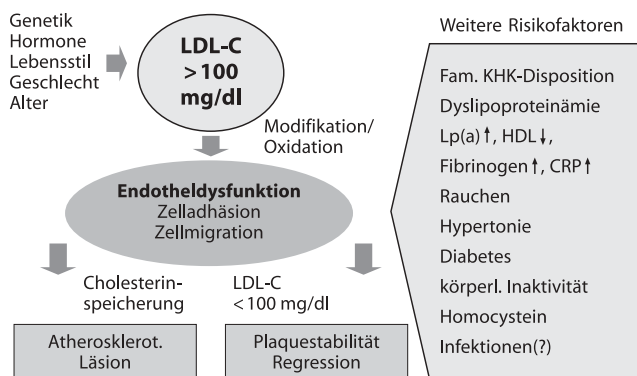 Genetik
Hormone
Lebensstil
Geschlecht
Alter
LDL-C
>100
mg/dl
Modifikation/
Oxidation
Endotheldysfunktion
Zelladhäsion
Zellmigration
Cholesterin-
speicherung
LDL-C
<100 mg/dl
Atherosklerot.
Läsion
Plaquestabilität
Regression
Weitere Risikofaktoren
Fam. KHK-Disposition
Dyslipoproteinämie
Lp(a)↑, HDL↓,
Fibrinogen↑, CRP↑
Rauchen
Hypertonie
Diabetes
körperl. Inaktivität
Homocystein
Infektionen(?)